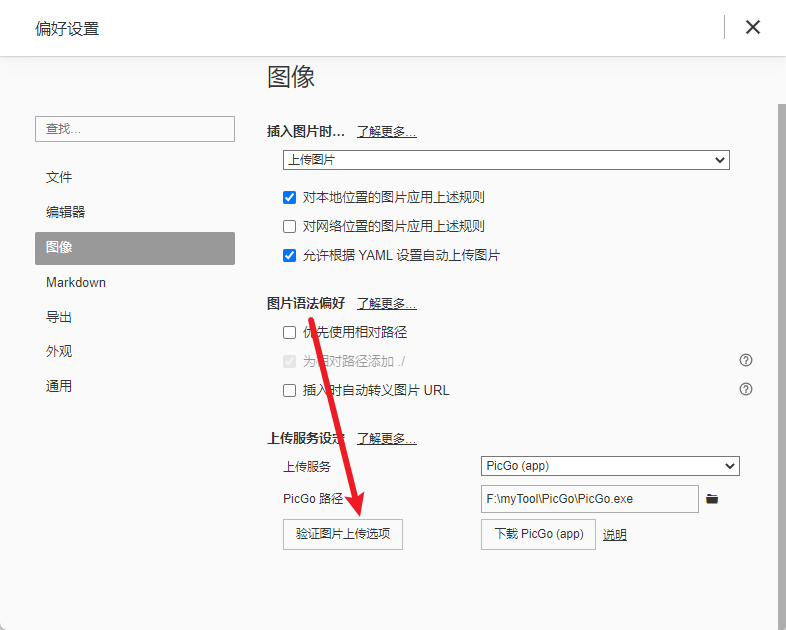 偏好设置
图像
查找...
文件
编辑器
图像
Markdown
导出
外观
通用
插入图片时... 了解更多...
上传图片
对本地位置的图片应用上述规则
对网络位置的图片应用上述规则
允许根据 YAML 设置自动上传图片
图片语法偏好 了解更多...
优先使用相对路径
为相对路径添加 ./
插入时自动转义图片 URL
上传服务设定 了解更多...
上传服务 PicGo (app)
PicGo 路径 F:\myTool\PicGo\PicGo.exe
验证图片上传选项 下载 PicGo (app) 说明